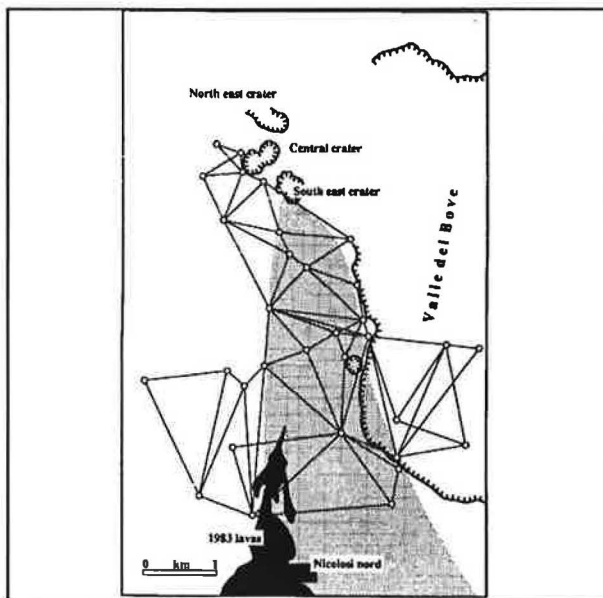 North east crater
Central crater
South east crater
Valle del Bove
1983 lavas
Nicolosi nord
0 km 1